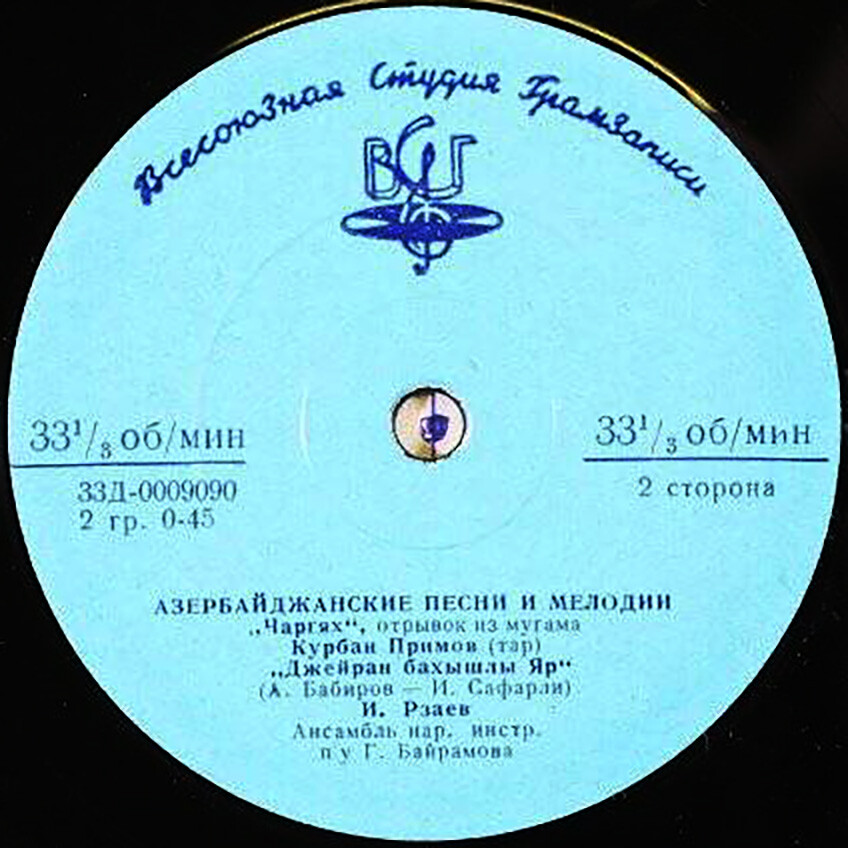 Всесоюзная Студия Грамзаписи
ВСГ
33¹/₃ об/мин
33Д-0009090
2 гр. 0-45
33¹/₃ об/мин
2 сторона
АЗЕРБАЙДЖАНСКИЕ ПЕСНИ И МЕЛОДИИ
„Чаргях“, отрывок из мугама
Курбан Примов (тар)
„Джейран бахышлы Яр“
(А. Бабиров — И. Сафарли)
И. Рзаев
Ансамбль нар. инстр.
п у Г. Байрамова